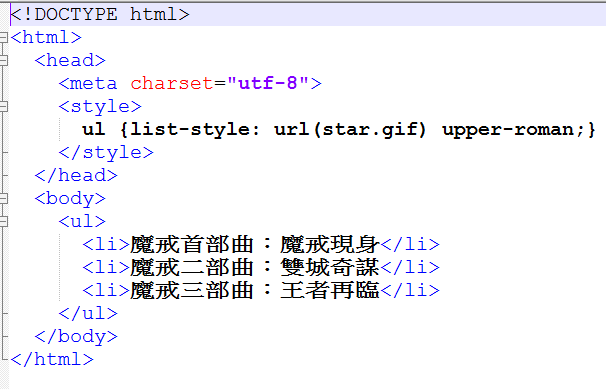 <!DOCTYPE html>
<html>
<head>
<meta charset="utf-8">
<style>
ul {list-style: url(star.gif) upper-roman;}
</style>
</head>
<body>
<ul>
<li>魔戒首部曲：魔戒現身</li>
<li>魔戒二部曲：雙城奇謀</li>
<li>魔戒三部曲：王者再臨</li>
</ul>
</body>
</html>